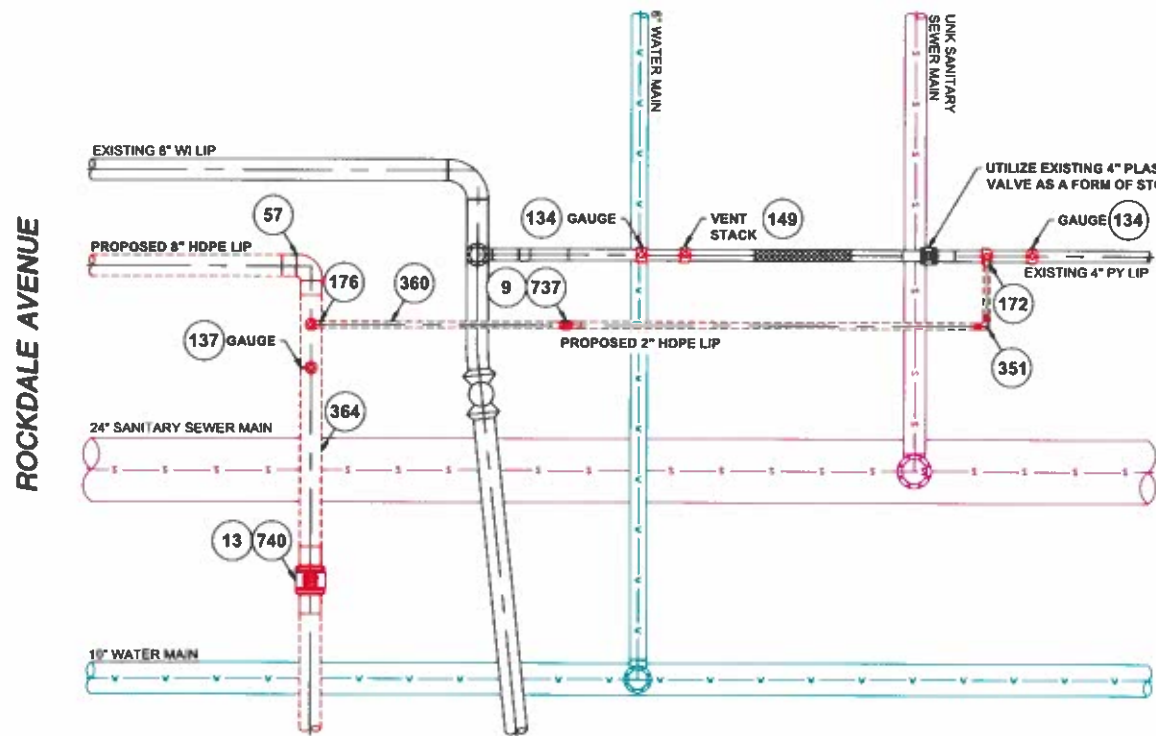 ROCKDALE AVENUE
6" WATER MAIN
UNK SANITARY
SEWER MAIN
EXISTING 6" WI LIP
UTILIZE EXISTING 4" PLAS
VALVE AS A FORM OF STO
134 GAUGE
VENT
STACK
149
GAUGE 134
57
PROPOSED 8" HDPE LIP
EXISTING 4" PY LIP
176
360
9 737
172
137 GAUGE
PROPOSED 2" HDPE LIP
351
364
24" SANITARY SEWER MAIN
13 740
10" WATER MAIN